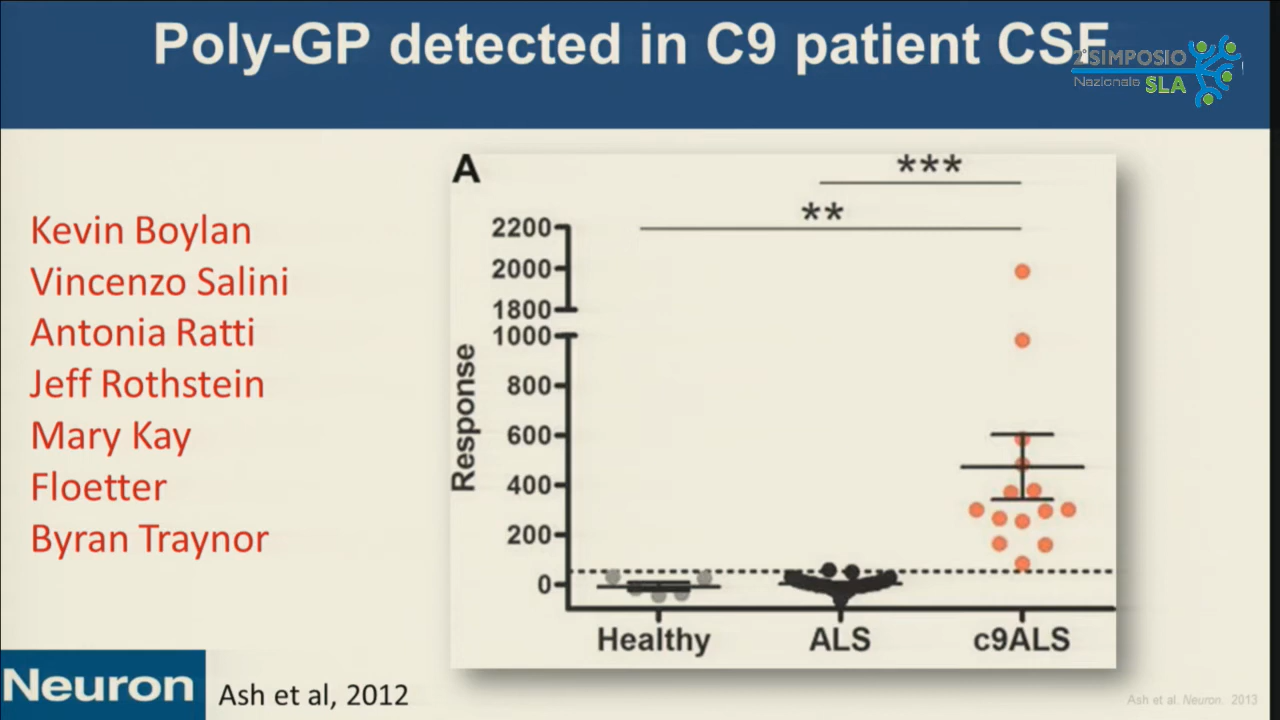 Poly-GP detected in C9 patient CSF
2°SIMPOSIO
Nazionale SLA
Kevin Boylan
Vincenzo Salini
Antonia Ratti
Jeff Rothstein
Mary Kay
Floetter
Byran Traynor
A
***
**
2200
2000
1800
1000
800
600
400
200
0
Response
Healthy
ALS
c9ALS
Neuron
Ash et al, 2012
Ash et al. Neuron. 2013